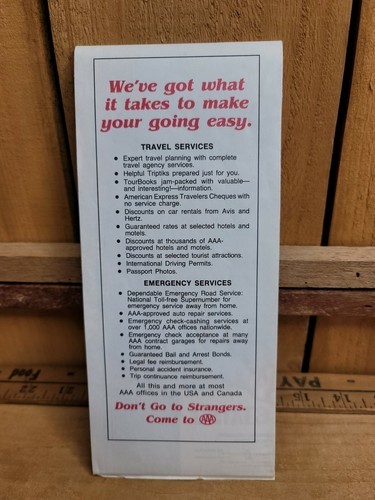 We've got what
it takes to make
your going easy.
TRAVEL SERVICES
• Expert travel planning with complete
travel agency services.
• Helpful Triptiks prepared just for you.
• TourBooks jam-packed with valuable—
and interesting!—information.
• American Express Travelers Cheques with
no service charge.
• Discounts on car rentals from Avis and
Hertz.
• Guaranteed rates at selected hotels and
motels.
• Discounts at thousands of AAA-
approved hotels and motels.
• Discounts at selected tourist attractions.
• International Driving Permits.
• Passport Photos.
EMERGENCY SERVICES
• Dependable Emergency Road Service:
National Toll-free Supernumber for
emergency service away from home.
• AAA-approved auto repair services.
• Emergency check-cashing services at
over 1,000 AAA offices nationwide.
• Emergency check acceptance at many
AAA contract garages for repairs away
from home.
• Guaranteed Bail and Arrest Bonds.
• Legal fee reimbursement.
• Personal accident insurance.
• Trip continuance reimbursement.
All this and more at most
AAA offices in the USA and Canada
Don't Go to Strangers.
Come to AAA
PAY
14
15